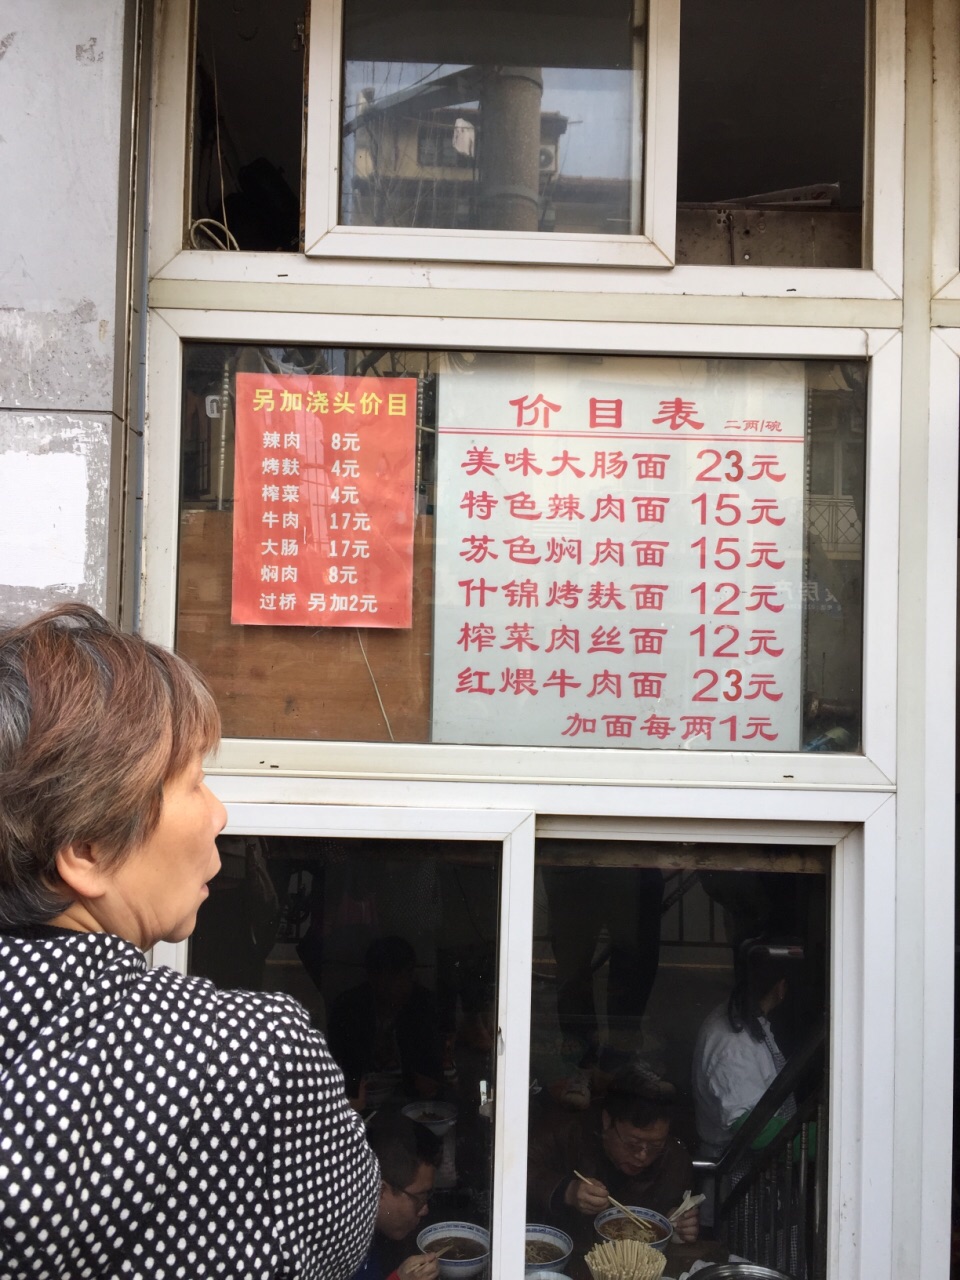 另加浇头价目
辣肉 8元
烤麸 4元
榨菜 4元
牛肉 17元
大肠 17元
焖肉 8元
过桥 另加2元
价目表 二两/碗
美味大肠面 23元
特色辣肉面 15元
苏色焖肉面 15元
什锦烤麸面 12元
榨菜肉丝面 12元
红煨牛肉面 23元
加面每两1元